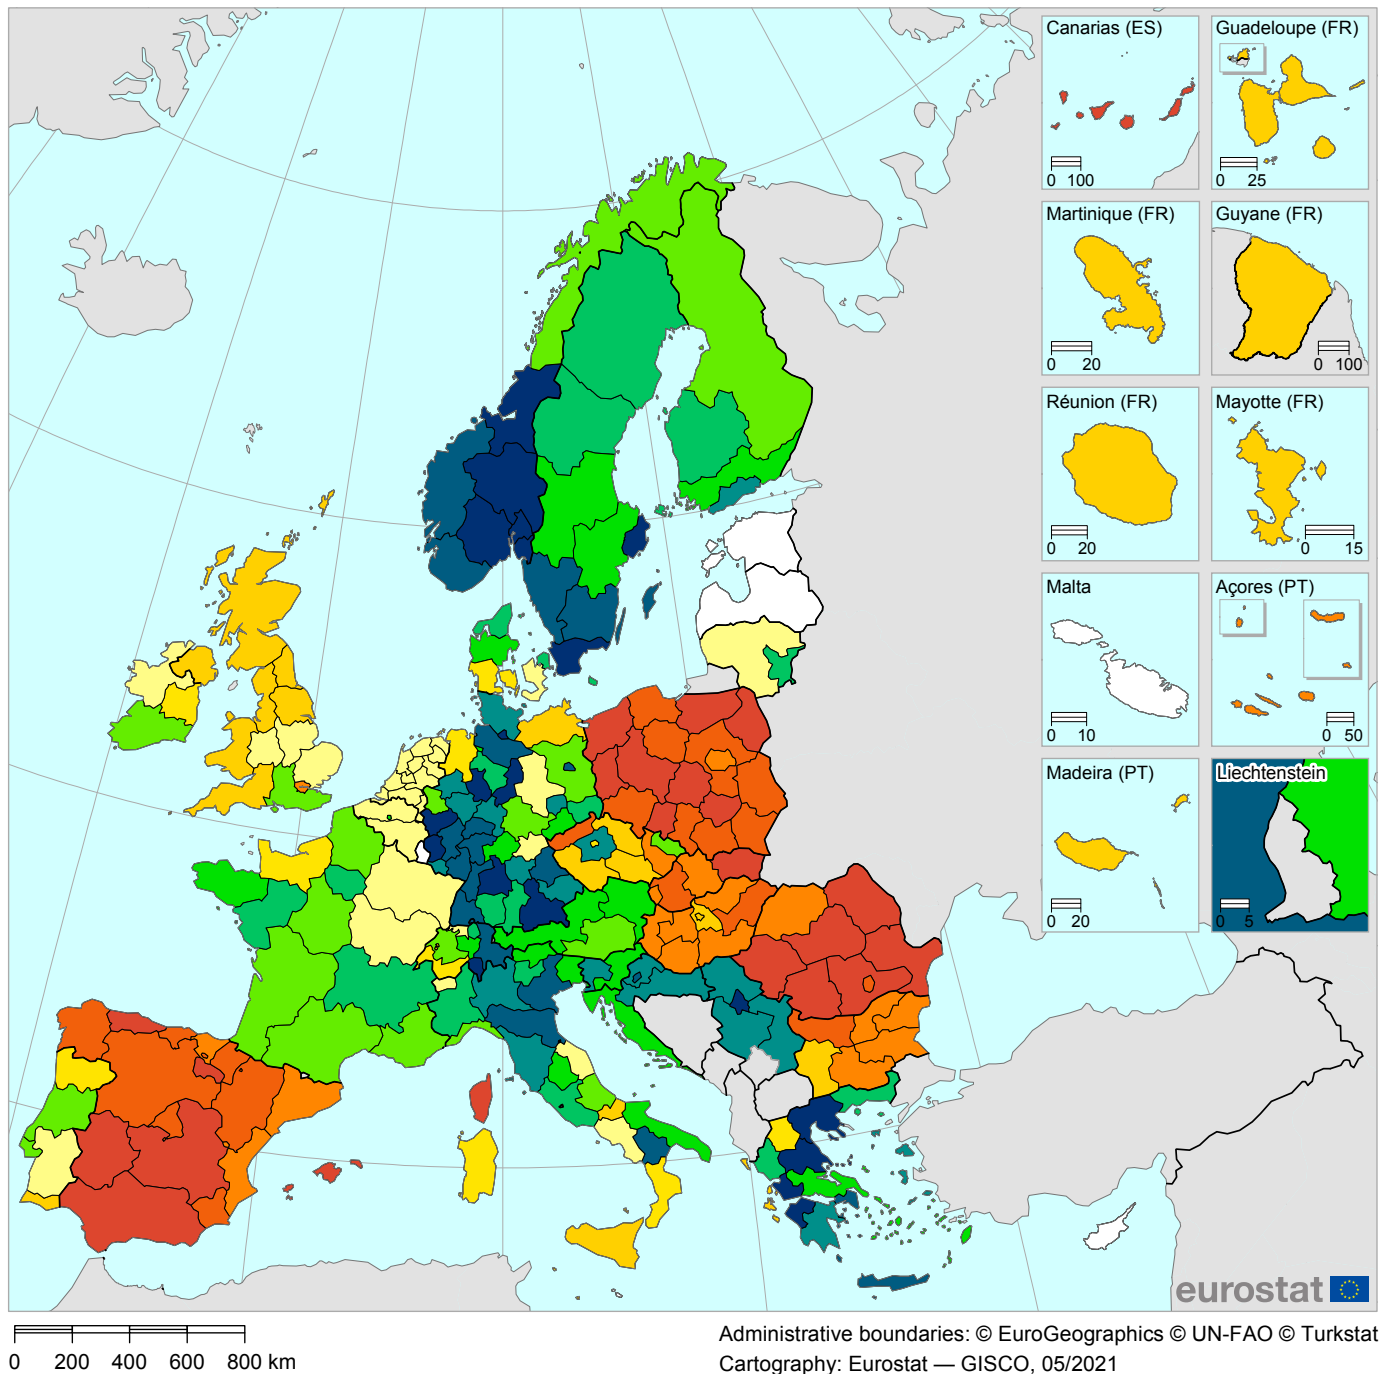 Canarias (ES)
0 100
Guadeloupe (FR)
0 25
Martinique (FR)
0 20
Guyane (FR)
0 100
Réunion (FR)
0 20
Mayotte (FR)
0 15
Malta
0 10
Açores (PT)
0 50
Madeira (PT)
0 20
Liechtenstein
0 5
eurostat
0 200 400 600 800 km
Administrative boundaries: © EuroGeographics © UN-FAO © Turkstat
Cartography: Eurostat — GISCO, 05/2021